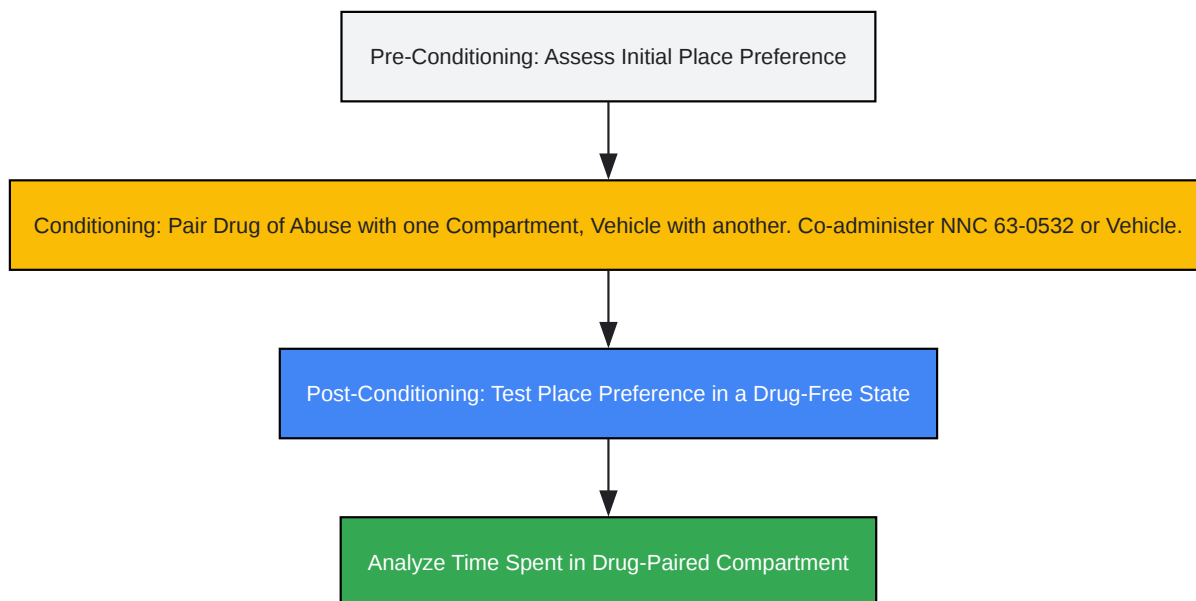 Pre-Conditioning: Assess Initial Place Preference
Conditioning: Pair Drug of Abuse with one Compartment, Vehicle with another. Co-administer NNC 63-0532 or Vehicle.
Post-Conditioning: Test Place Preference in a Drug-Free State
Analyze Time Spent in Drug-Paired Compartment